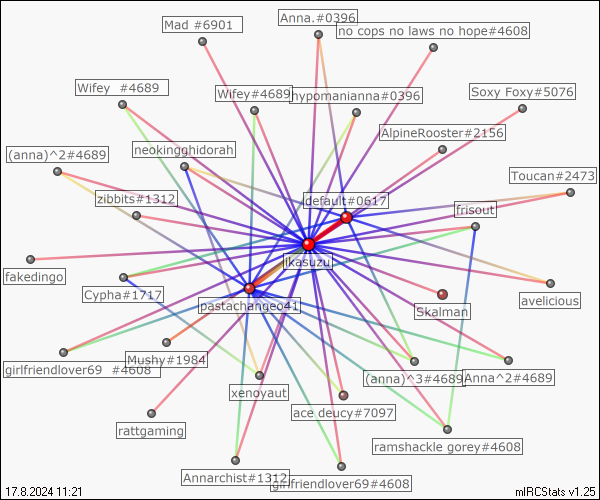 Mad #6901
Anna.#0396
no cops no laws no hope#4608
Wifey  #4689
Wifey#4689
hypomanianna#0396
Soxy Foxy#5076
AlpineRooster#2156
(anna)^2#4689
neokingghidorah
Toucan#2473
zibbits#1312
default#0617
frisout
ikasuzu
fakedingo
Cypha#1717
pastachangeo41
Skalman
avelicious
girlfriendlover69  #4608
Mushy#1984
(anna)^3#4689
Anna^2#4689
xenoyaut
ace deucy#7097
rattgaming
ramshackle gorey#4608
Annarchist#1312
girlfriendlover69#4608
17.8.2024 11:21
mIRCStats v1.25